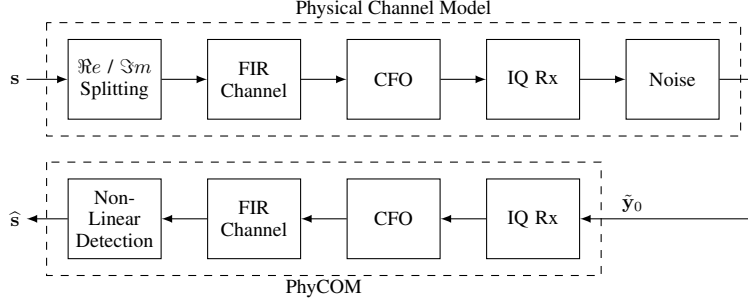 Physical Channel Model
s
ℜe / ℑm
Splitting
FIR
Channel
CFO
IQ Rx
Noise
ŝ
Non-
Linear
Detection
FIR
Channel
CFO
IQ Rx
ỹ₀
PhyCOM